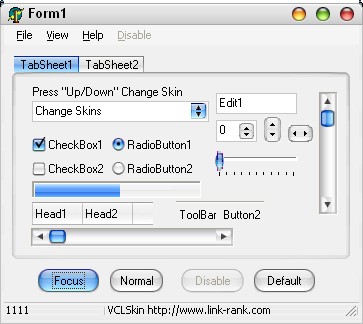 Form1
File View Help Disable
TabSheet1 TabSheet2
Press "Up/Down" Change Skin
Change Skins
Edit1
0
CheckBox1 RadioButton1
CheckBox2 RadioButton2
Head1 Head2 ToolBar Button2
Focus Normal Disable Default
1111 VCLSkin http://www.link-rank.com